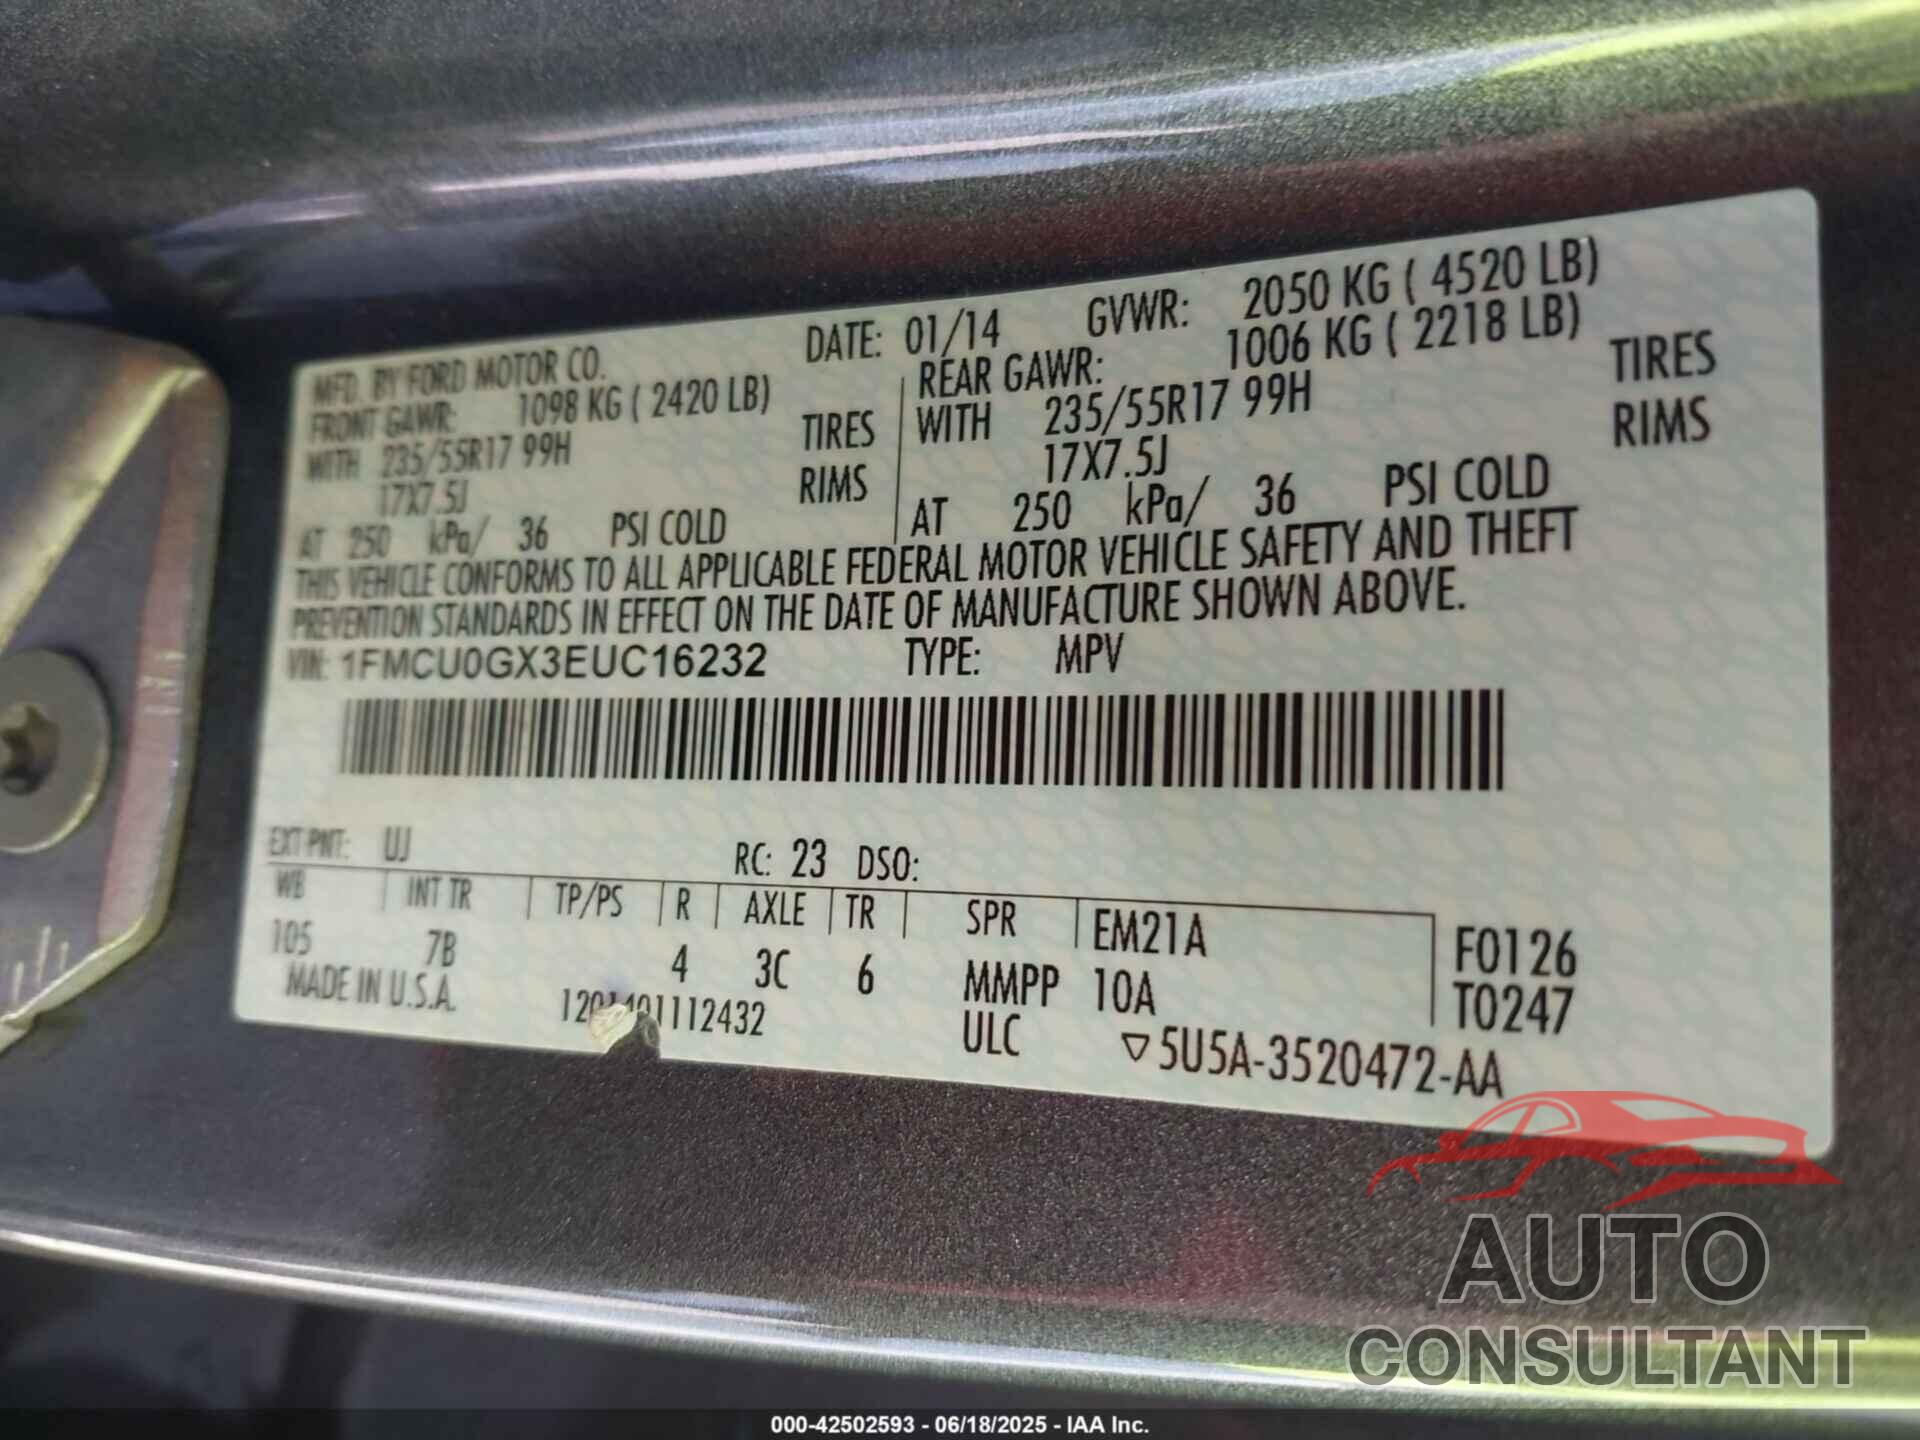 MFD. BY FORD MOTOR CO. DATE: 01/14 GVWR: 2050 KG ( 4520 LB)
FRONT GAWR: 1098 KG ( 2420 LB) REAR GAWR: 1006 KG ( 2218 LB)
WITH 235/55R17 99H TIRES WITH 235/55R17 99H TIRES
17X7.5J RIMS 17X7.5J RIMS
AT 250 kPa/ 36 PSI COLD AT 250 kPa/ 36 PSI COLD
THIS VEHICLE CONFORMS TO ALL APPLICABLE FEDERAL MOTOR VEHICLE SAFETY AND THEFT
PREVENTION STANDARDS IN EFFECT ON THE DATE OF MANUFACTURE SHOWN ABOVE.
VIN: 1FMCU0GX3EUC16232 TYPE: MPV
EXT PNT: UJ RC: 23 DSO:
WB INT TR TP/PS R AXLE TR SPR EM21A F0126
105 7B 4 3C 6 MMPP 10A T0247
MADE IN U.S.A. ULC ▽5U5A-3520472-AA
AUTO
CONSULTANT
000-42502593 - 06/18/2025 - IAA Inc.